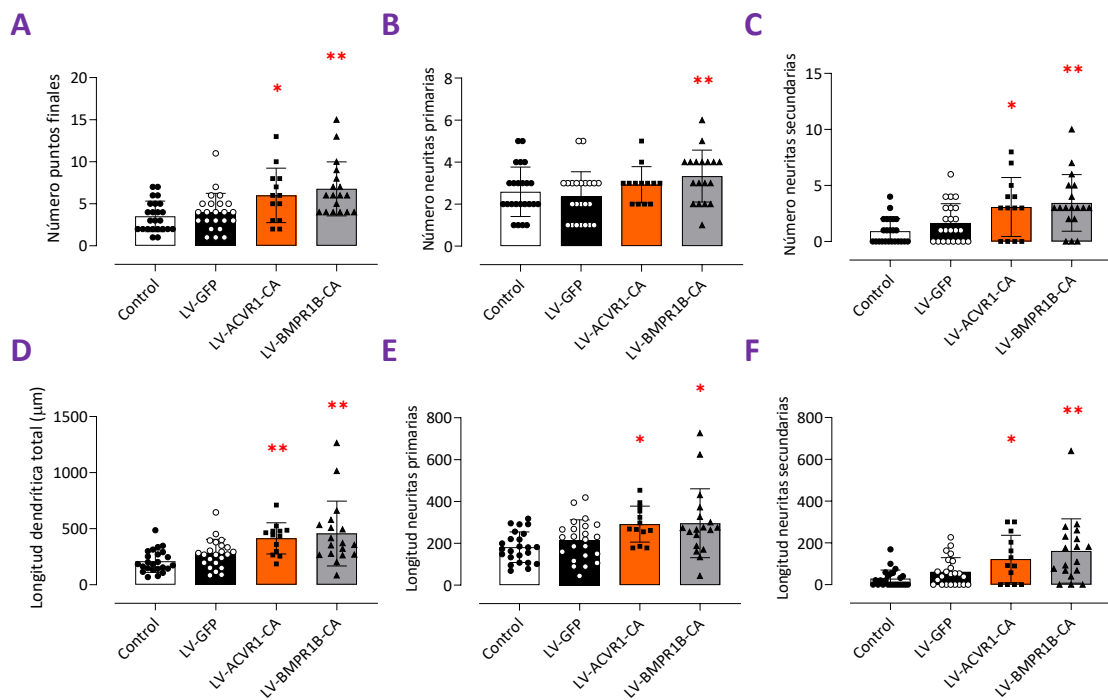 A
Número puntos finales
20
15
10
5
0
*
**
Control
LV-GFP
LV-ACVR1-CA
LV-BMPR1B-CA
B
Número neuritas primarias
8
6
4
2
0
**
Control
LV-GFP
LV-ACVR1-CA
LV-BMPR1B-CA
C
Número neuritas secundarias
15
10
5
0
*
**
Control
LV-GFP
LV-ACVR1-CA
LV-BMPR1B-CA
D
Longitud dendrítica total (µm)
1500
1000
500
0
**
**
Control
LV-GFP
LV-ACVR1-CA
LV-BMPR1B-CA
E
Longitud neuritas primarias
800
600
400
200
0
*
*
Control
LV-GFP
LV-ACVR1-CA
LV-BMPR1B-CA
F
Longitud neuritas secundarias
800
600
400
200
0
*
**
Control
LV-GFP
LV-ACVR1-CA
LV-BMPR1B-CA